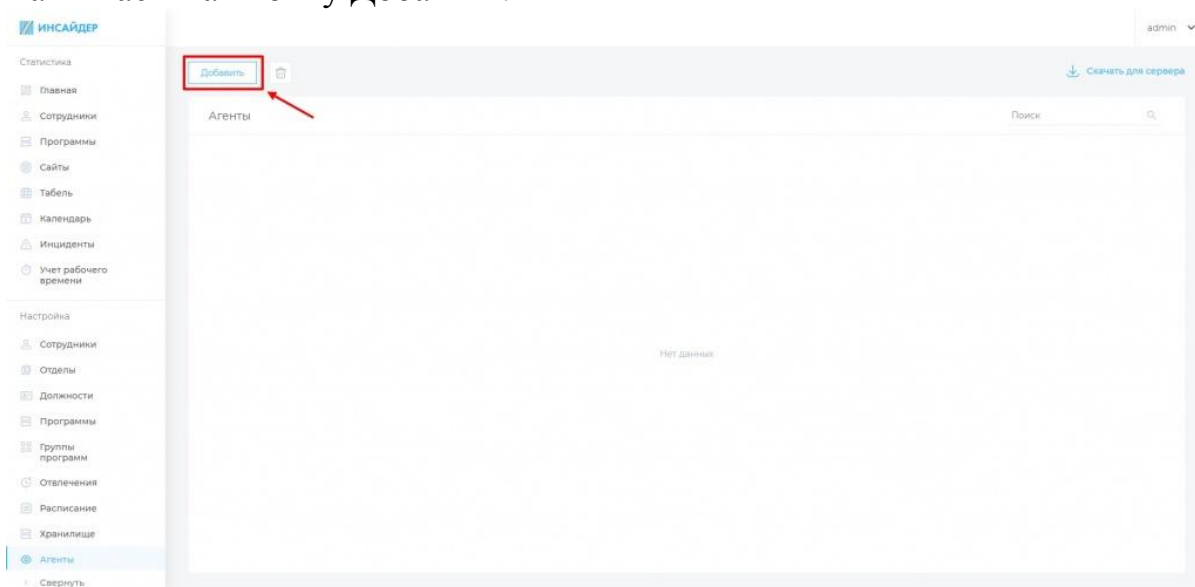 ИНСАЙДЕР
admin
Статистика
Главная
Сотрудники
Программы
Сайты
Табель
Календарь
Инциденты
Учет рабочего
времени
Настройка
Сотрудники
Отделы
Должности
Программы
Группы
программ
Отвлечения
Расписание
Хранилище
Агенты
Свернуть
Добавить
Скачать для сервера
Агенты
Поиск
Нет данных